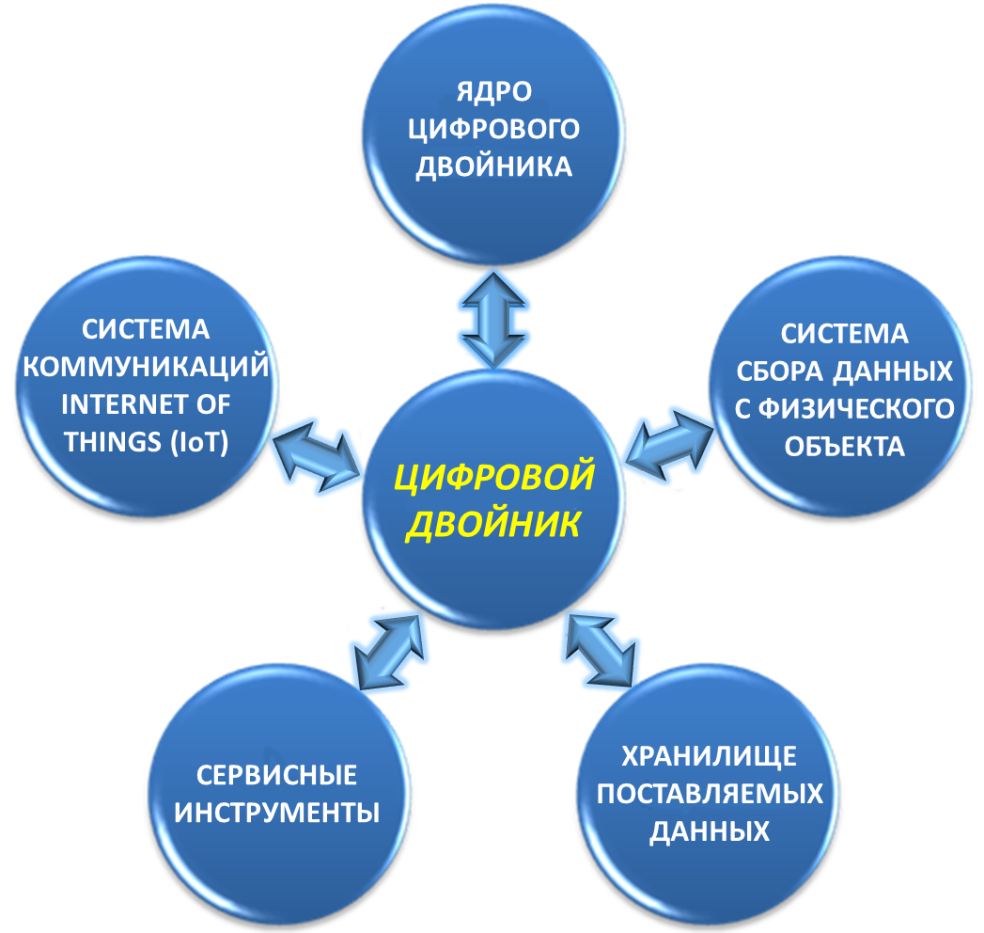 ЯДРО
ЦИФРОВОГО
ДВОЙНИКА
СИСТЕМА
КОММУНИКАЦИЙ
INTERNET OF
THINGS (IoT)
СИСТЕМА
СБОРА ДАННЫХ
С ФИЗИЧЕСКОГО
ОБЪЕКТА
ЦИФРОВОЙ
ДВОЙНИК
СЕРВИСНЫЕ
ИНСТРУМЕНТЫ
ХРАНИЛИЩЕ
ПОСТАВЛЯЕМЫХ
ДАННЫХ